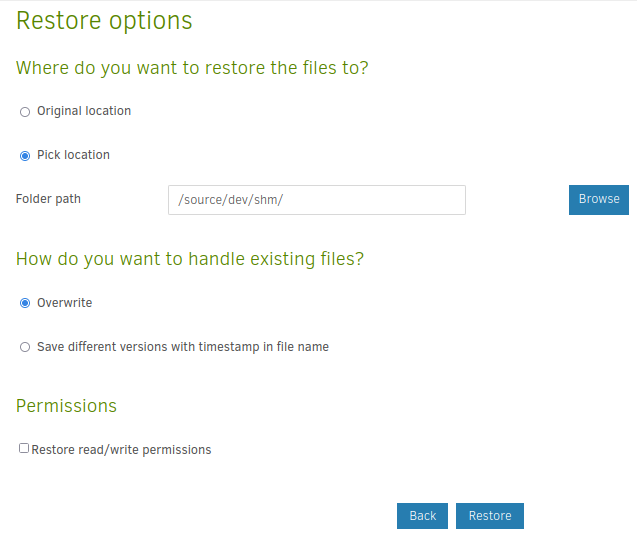 Restore options
Where do you want to restore the files to?
Original location
Pick location
Folder path /source/dev/shm/ Browse
How do you want to handle existing files?
Overwrite
Save different versions with timestamp in file name
Permissions
Restore read/write permissions
Back Restore